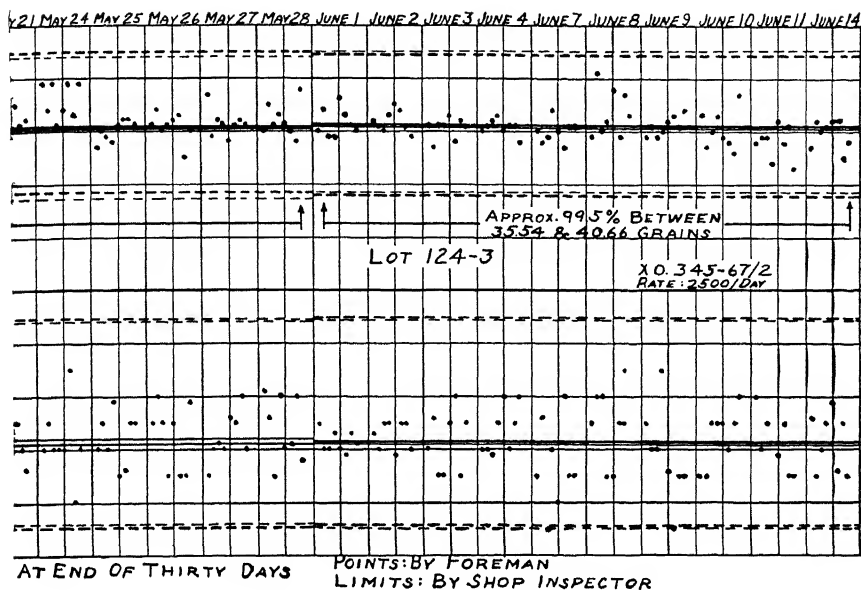 Y 21 MAY 24 MAY 25 MAY 26 MAY 27 MAY 28 JUNE 1 JUNE 2 JUNE 3 JUNE 4 JUNE 7 JUNE 8 JUNE 9 JUNE 10 JUNE 11 JUNE 14
APPROX. 99.5% BETWEEN
35.54 & 40.66 GRAINS
LOT 124-3
X O. 345-67/2
RATE: 2500/DAY
AT END OF THIRTY DAYS
POINTS: BY FOREMAN
LIMITS: BY SHOP INSPECTOR